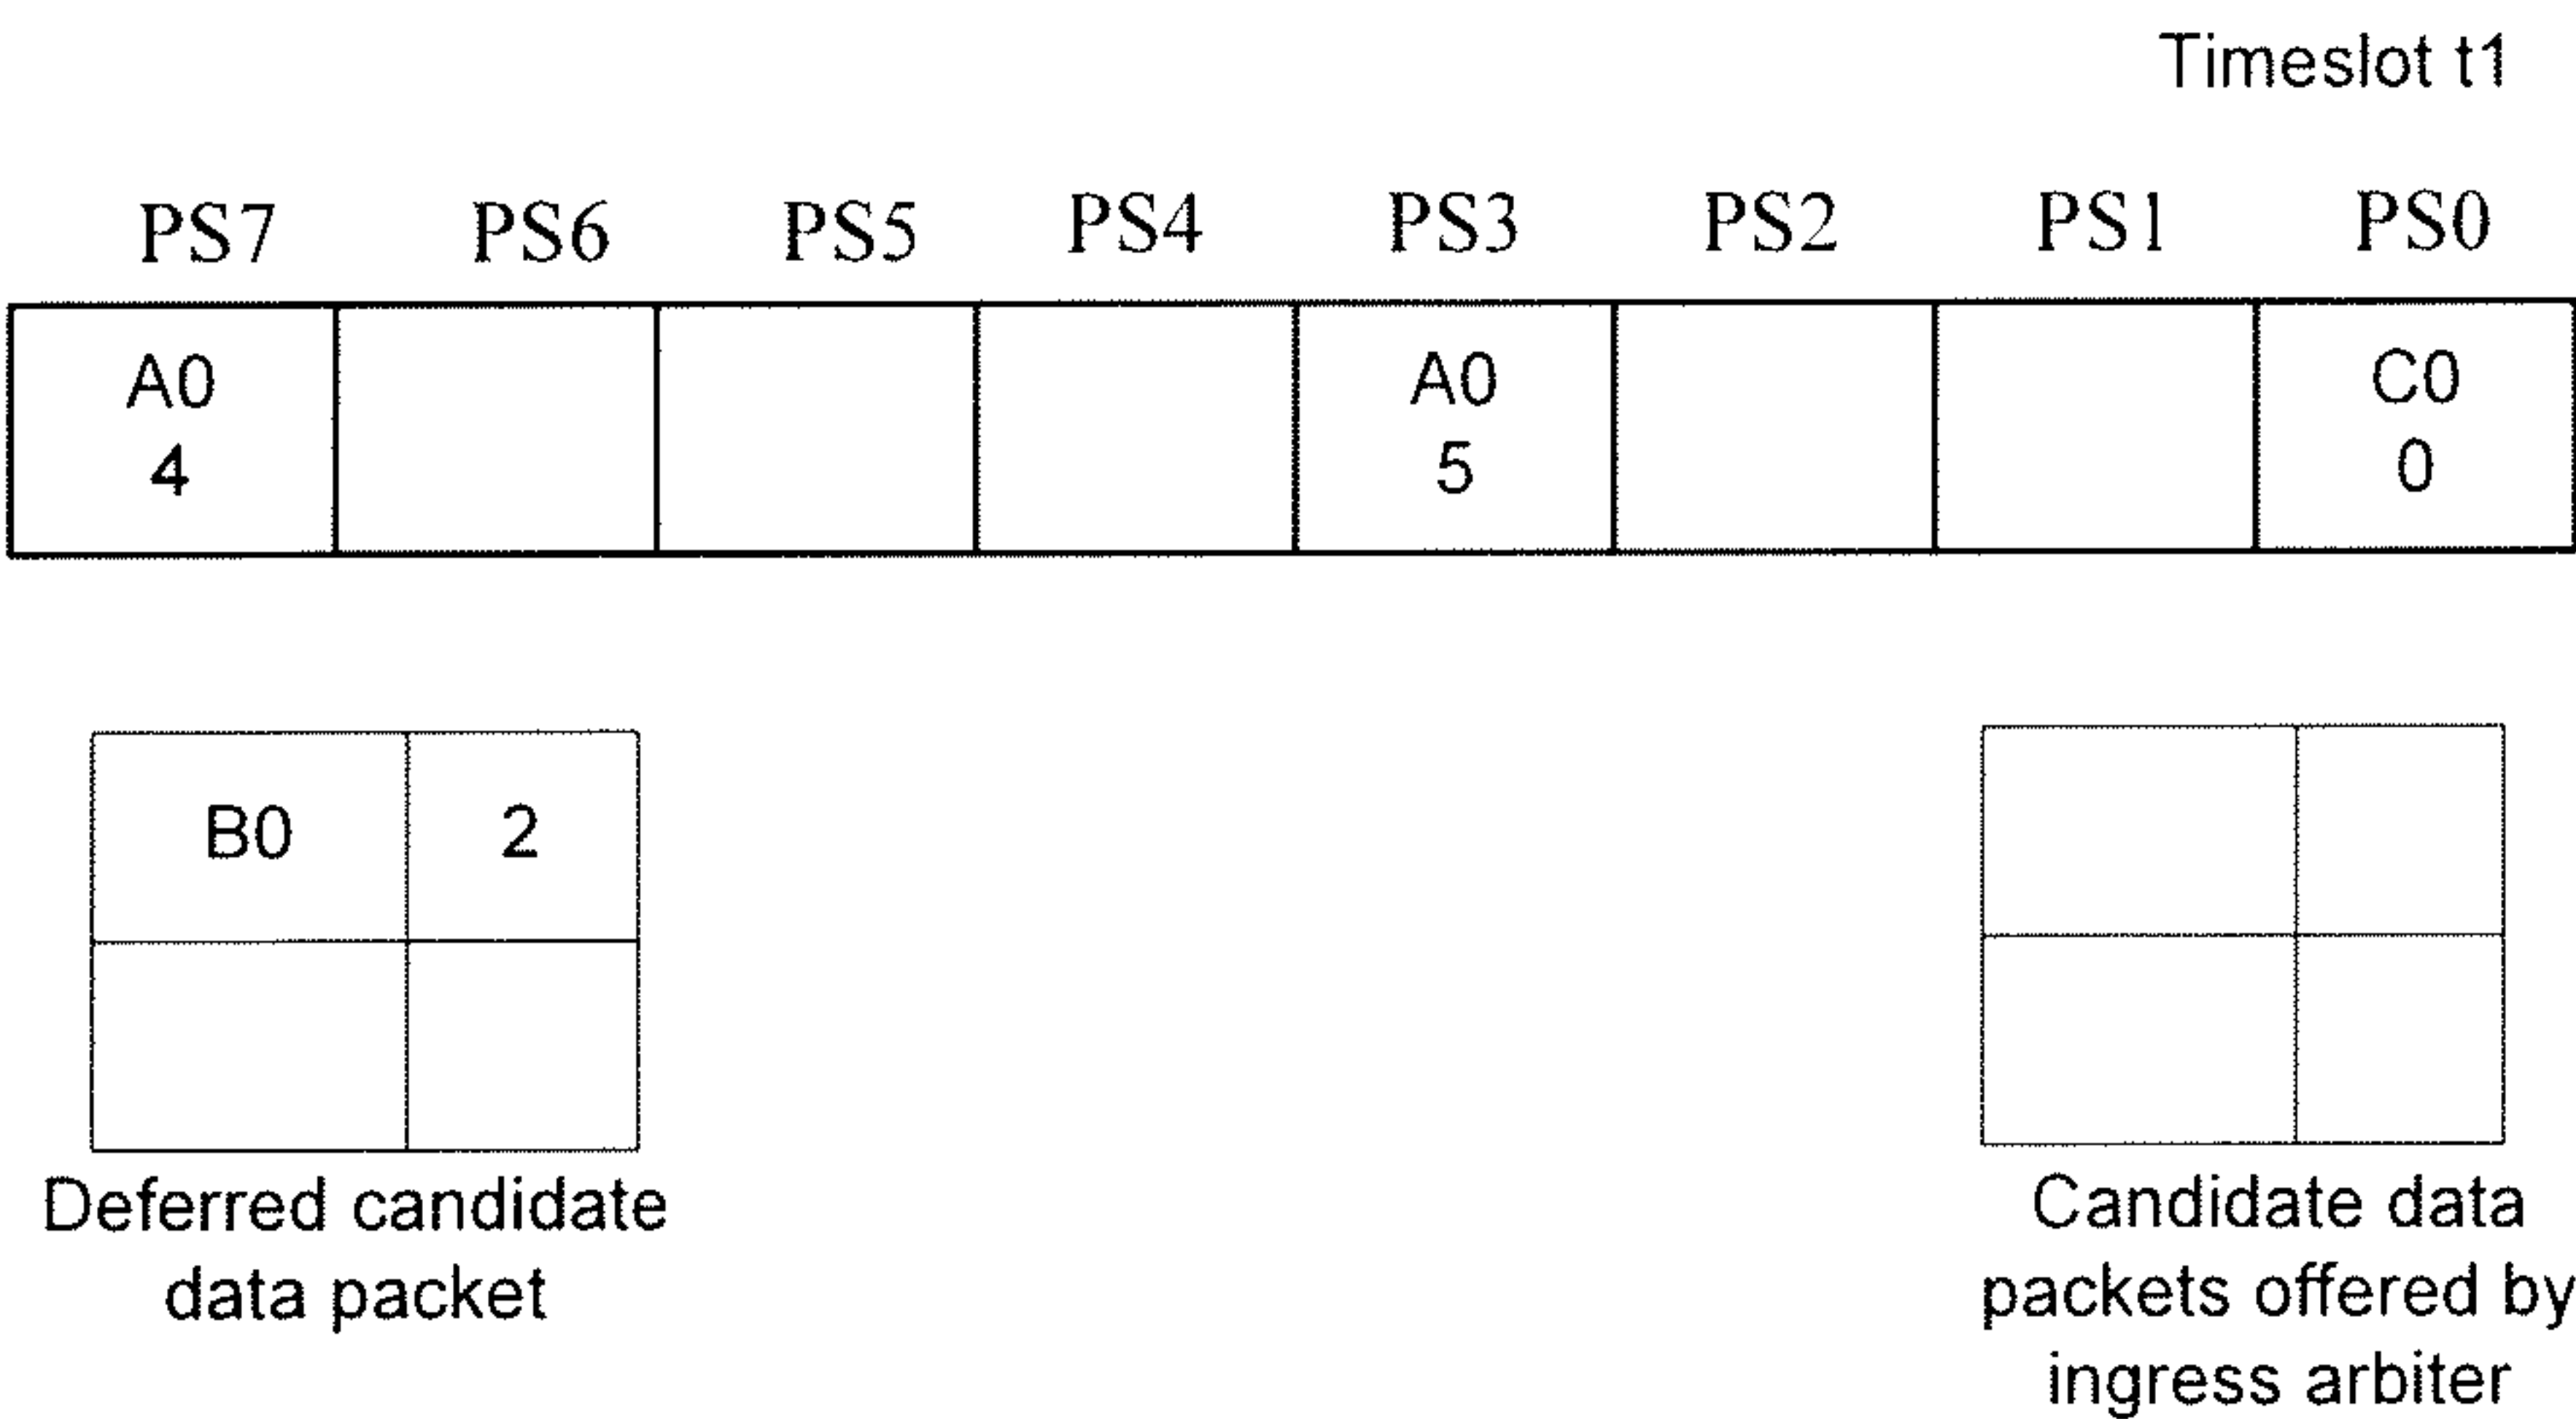 Timeslot t1
PS7 PS6 PS5 PS4 PS3 PS2 PS1 PS0
A0 A0 C0
4 5 0
B0 2
Deferred candidate
data packet
Candidate data
packets offered by
ingress arbiter